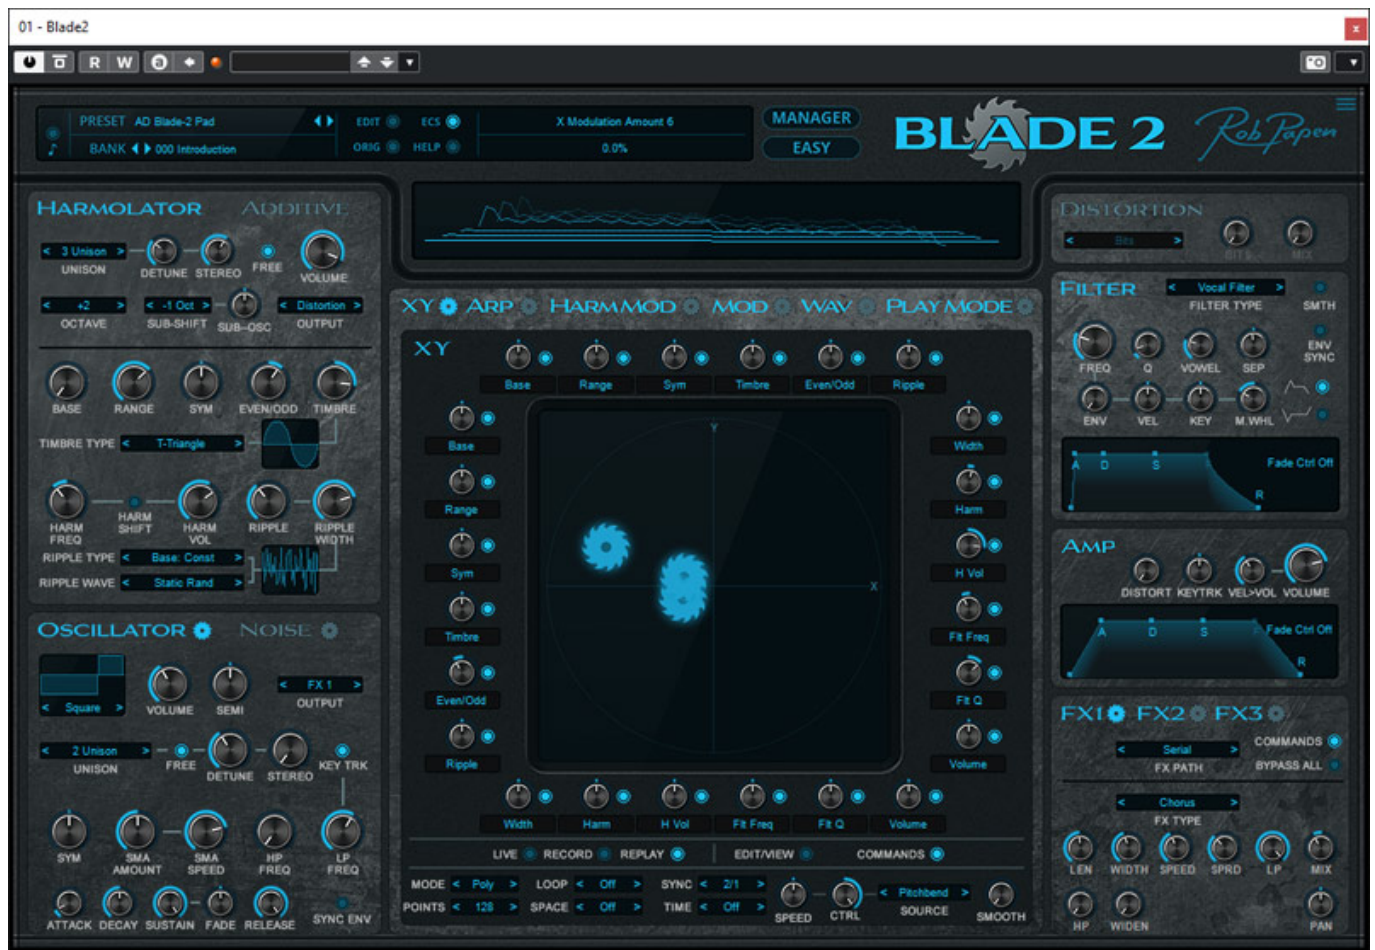 01 - Blade2
R W
PRESET AD Blade-2 Pad
EDIT ECS
X Modulation Amount 6
MANAGER
BANK 000 Introduction
ORIG HELP
0.0%
EASY
BLADE 2
Rob Papen
HARMOLATOR ADDITIVE
< 3 Unison >
UNISON
DETUNE STEREO FREE VOLUME
< +2 > < -1 Oct > < Distortion >
OCTAVE SUB-SHIFT SUB-OSC OUTPUT
BASE RANGE SYM EVEN/ODD TIMBRE
TIMBRE TYPE < T-Triangle >
HARM FREQ
HARM SHIFT
HARM VOL
RIPPLE
RIPPLE WIDTH
RIPPLE TYPE < Base: Const >
RIPPLE WAVE < Static Rand >
OSCILLATOR NOISE
< Square >
VOLUME SEMI
< FX 1 >
OUTPUT
< 2 Unison >
UNISON
FREE DETUNE STEREO KEY TRK
SYM
SMA AMOUNT
SMA SPEED
HP FREQ
LP FREQ
ATTACK DECAY SUSTAIN FADE RELEASE SYNC ENV
XY ARP HARM MOD MOD WAV PLAY MODE
XY
Base Range Sym Timbre Even/Odd Ripple
Base
Range
Sym
Timbre
Even/Odd
Ripple
Y
X
Width
Harm
H Vol
Flt Freq
Flt Q
Volume
Width Harm H Vol Flt Freq Flt Q Volume
LIVE RECORD REPLAY EDIT/VIEW COMMANDS
MODE < Poly > LOOP < Off > SYNC < 2/1 >
POINTS < 128 > SPACE < Off > TIME < Off >
SPEED CTRL
< Pitchbend >
SOURCE
SMOOTH
DISTORTION
< Bits >
BITS MIX
FILTER
< Vocal Filter >
FILTER TYPE
SMTH
ENV SYNC
FREQ Q VOWEL SEP
ENV VEL KEY M.WHL
A D S R
Fade Ctrl Off
AMP
DISTORT KEYTRK VEL>VOL VOLUME
A D S F R
Fade Ctrl Off
FX1 FX2 FX3
< Serial >
FX PATH
COMMANDS
BYPASS ALL
< Chorus >
FX TYPE
LEN WIDTH SPEED SPRD LP MIX
HP WIDEN PAN